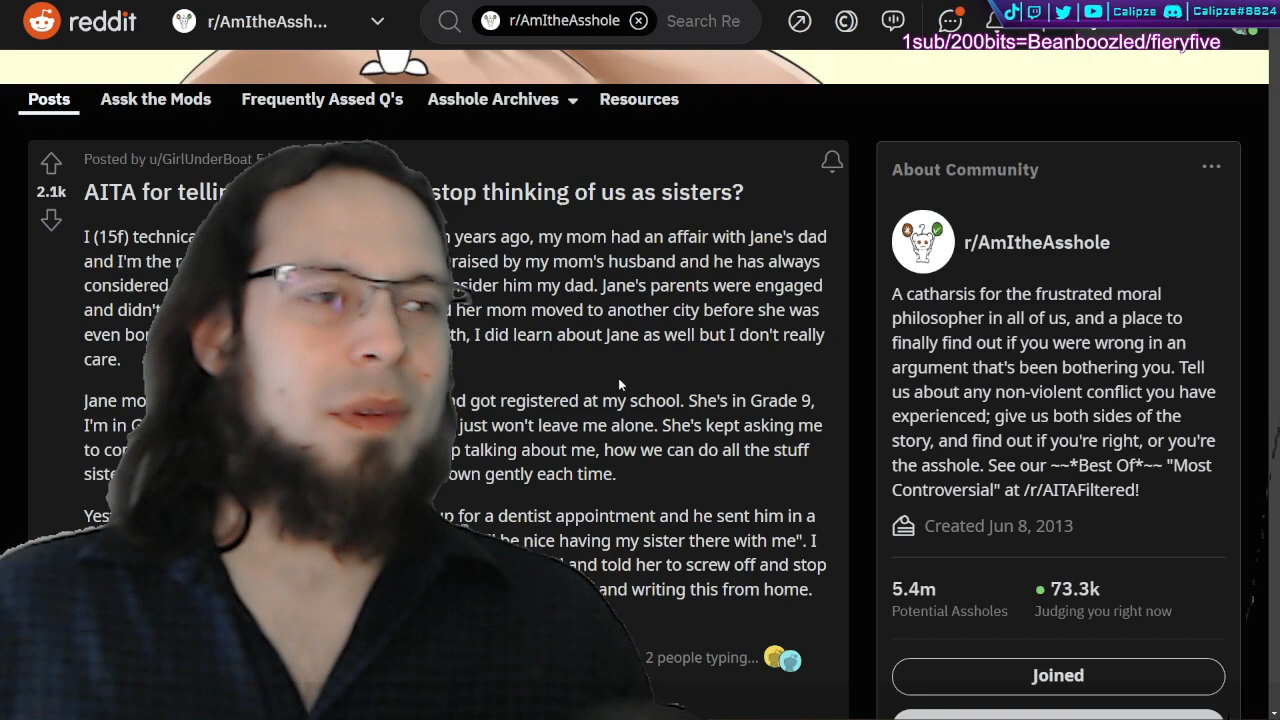 reddit
r/AmItheAssh...
r/AmItheAsshole
Search Re
Calipze
Calipze#8824
1sub/200bits=Beanboozled/fieryfive
Posts
Assk the Mods
Frequently Assed Q's
Asshole Archives
Resources
Posted by u/GirlUnderBoat
2.1k
AITA for tellin
stop thinking of us as sisters?
I (15f) technica
years ago, my mom had an affair with Jane's dad
and I'm the
raised by my mom's husband and he has always
considered
him my dad. Jane's parents were engaged
and didn'
her mom moved to another city before she was
even bor
I did learn about Jane as well but I don't really
care.
Jane mo
got registered at my school. She's in Grade 9,
I'm in G
just won't leave me alone. She's kept asking me
to co
talking about me, how we can do all the stuff
siste
own gently each time.
Yes
up for a dentist appointment and he sent him in a
be nice having my sister there with me". I
and told her to screw off and stop
and writing this from home.
2 people typing...
About Community
r/AmItheAsshole
A catharsis for the frustrated moral
philosopher in all of us, and a place to
finally find out if you were wrong in an
argument that's been bothering you. Tell
us about any non-violent conflict you have
experienced; give us both sides of the
story, and find out if you're right, or you're
the asshole. See our ~~*Best Of*~~ "Most
Controversial" at /r/AITAFiltered!
Created Jun 8, 2013
5.4m
73.3k
Potential Assholes
Judging you right now
Joined